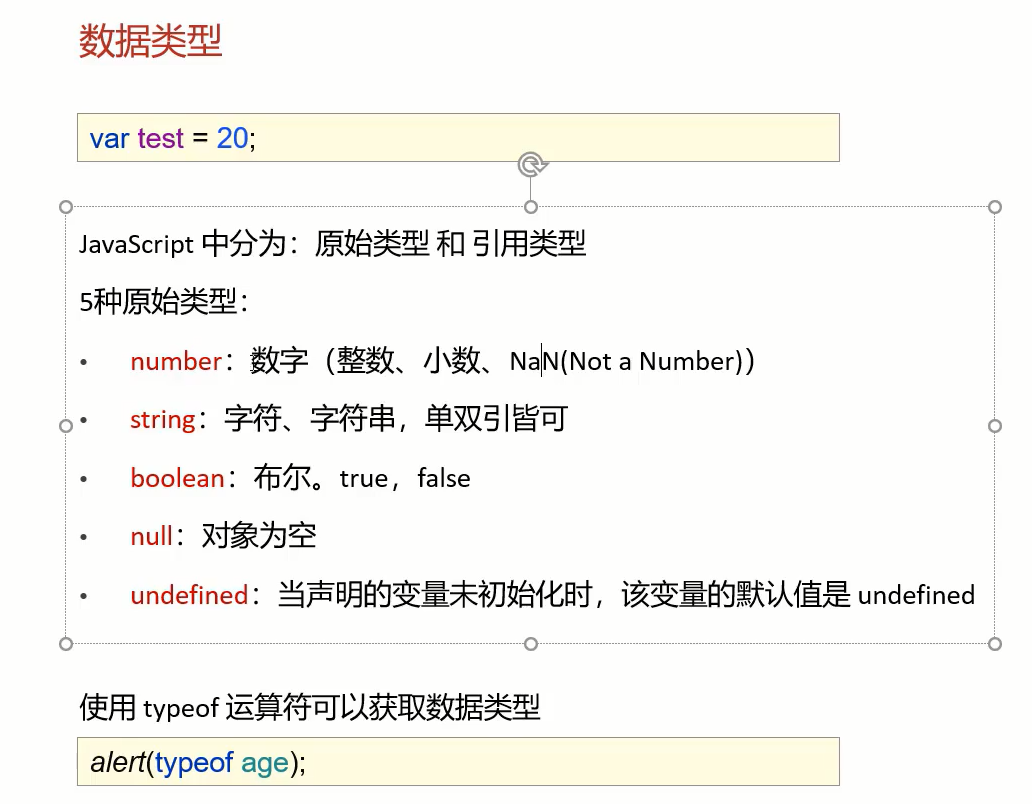 数据类型
var test = 20;
JavaScript 中分为：原始类型 和 引用类型
5种原始类型：
• number：数字（整数、小数、NaN(Not a Number)）
• string：字符、字符串，单双引皆可
• boolean：布尔。true，false
• null：对象为空
• undefined：当声明的变量未初始化时，该变量的默认值是 undefined
使用 typeof 运算符可以获取数据类型
alert(typeof age);